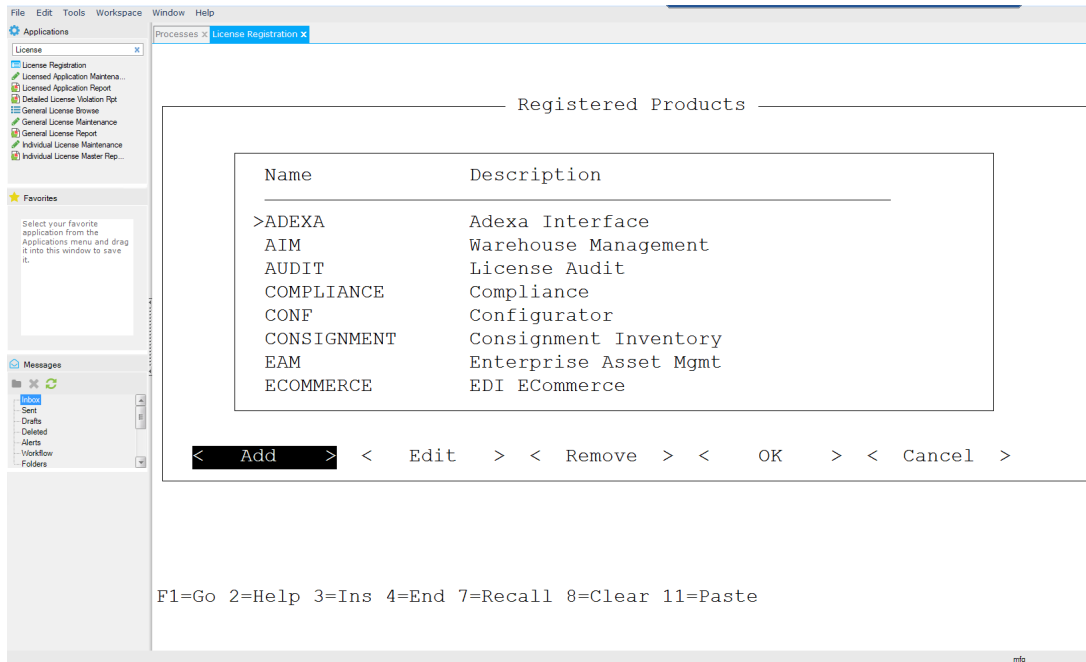 File Edit Tools Workspace Window Help
Applications
License x
License Registration
Licensed Application Maintena...
Licensed Application Report
Detailed License Violation Rpt
General License Browse
General License Maintenance
General License Report
Individual License Maintenance
Individual License Master Rep...
Favorites
Select your favorite
application from the
Applications menu and drag
it into this window to save
it.
Messages
Inbox
Sent
Drafts
Deleted
Alerts
Workflow
Folders
Processes x License Registration x
Registered Products
Name Description
>ADEXA Adexa Interface
AIM Warehouse Management
AUDIT License Audit
COMPLIANCE Compliance
CONF Configurator
CONSIGNMENT Consignment Inventory
EAM Enterprise Asset Mgmt
ECOMMERCE EDI ECommerce
< Add > < Edit > < Remove > < OK > < Cancel >
F1=Go 2=Help 3=Ins 4=End 7=Recall 8=Clear 11=Paste
mfg